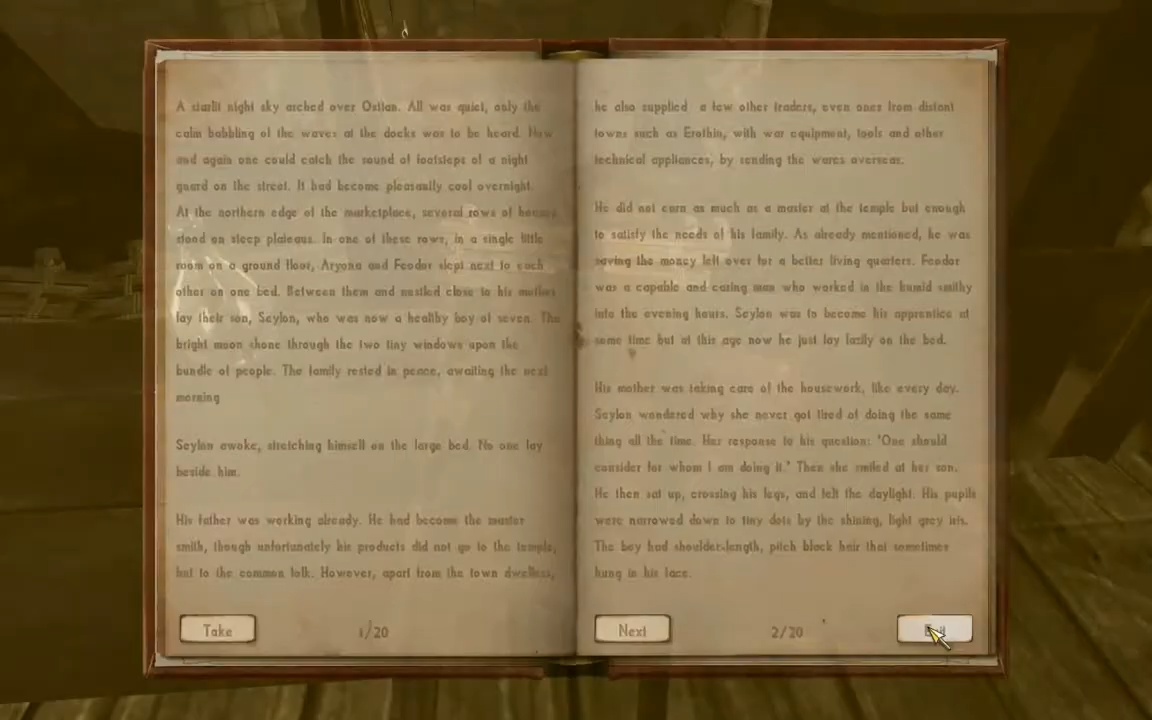 A starlit night sky arched over Ostian. All was quiet, only the
calm babbling of the waves at the docks was to be heard. Now
and again one could catch the sound of footsteps of a night
guard on the street. It had become pleasantly cool overnight.
At the northern edge of the marketplace, several rows of houses
stood on steep plateaus. In one of these rows, in a single little
room on a ground floor, Aryona and Feodor slept next to each
other on one bed. Between them and nestled close to his mother
lay their son, Seylon, who was now a healthy boy of seven. The
bright moon shone through the two tiny windows upon the
bundle of people. The family rested in peace, awaiting the next
morning
Seylon awoke, stretching himself on the large bed. No one lay
beside him.
His father was working already. He had become the master
smith, though unfortunately his products did not go to the temple,
but to the common folk. However, apart from the town dwellers,
Take
1/20
he also supplied a few other traders, even ones from distant
towns such as Erothin, with war equipment, tools and other
technical appliances, by sending the wares overseas.
He did not earn as much as a master at the temple but enough
to satisfy the needs of his family. As already mentioned, he was
saving the money left over for a better living quarters. Feodor
was a capable and caring man who worked in the humid smithy
into the evening hours. Seylon was to become his apprentice at
some time but at this age now he just lay lazily on the bed.
His mother was taking care of the housework, like every day.
Seylon wondered why she never got tired of doing the same
thing all the time. Her response to his question: 'One should
consider for whom I am doing it.' Then she smiled at her son.
He then sat up, crossing his legs, and felt the daylight. His pupils
were narrowed down to tiny dots by the shining, light grey iris.
The boy had shoulder-length, pitch black hair that sometimes
hung in his face.
Next
2/20
Exit